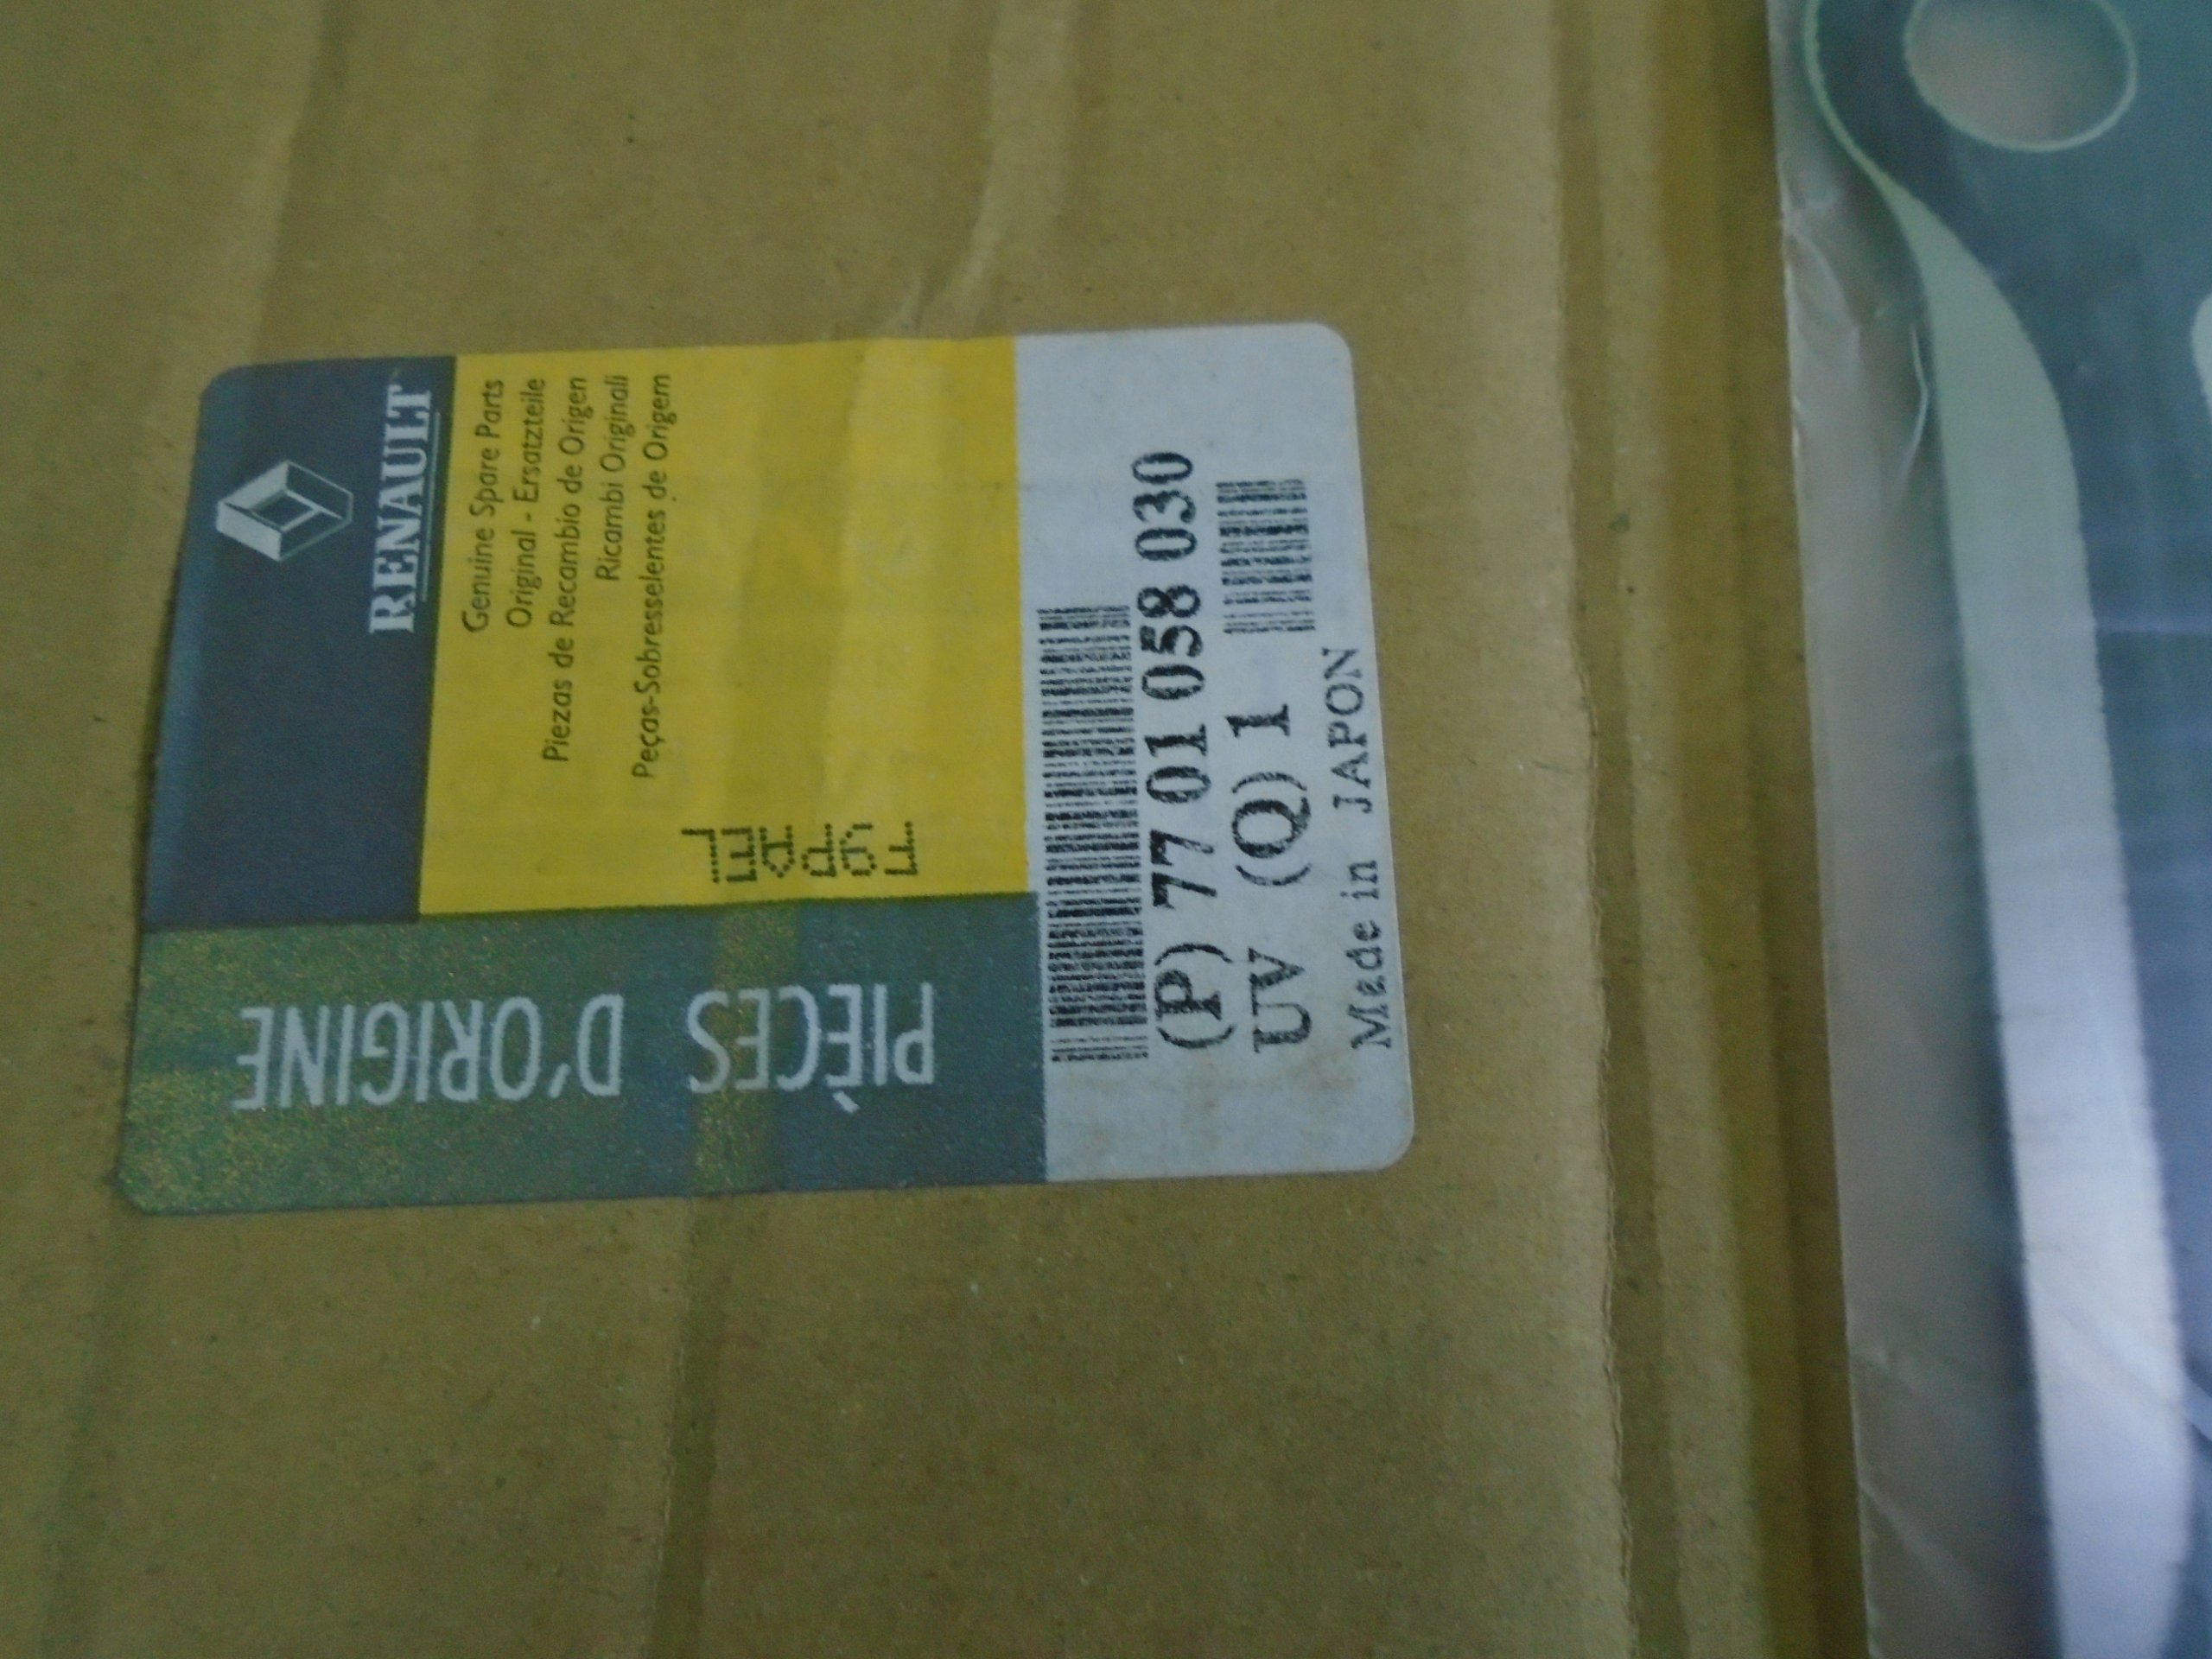 RENAULT
Genuine Spare Parts
Original - Ersatzteile
Piezas de Recambio de Origen
Ricambi Originali
Peças-Sobresselentes de Origem
PIÈCES D'ORIGINE
(P) 77 01 058 030
UV (Q) 1
Made in JAPON